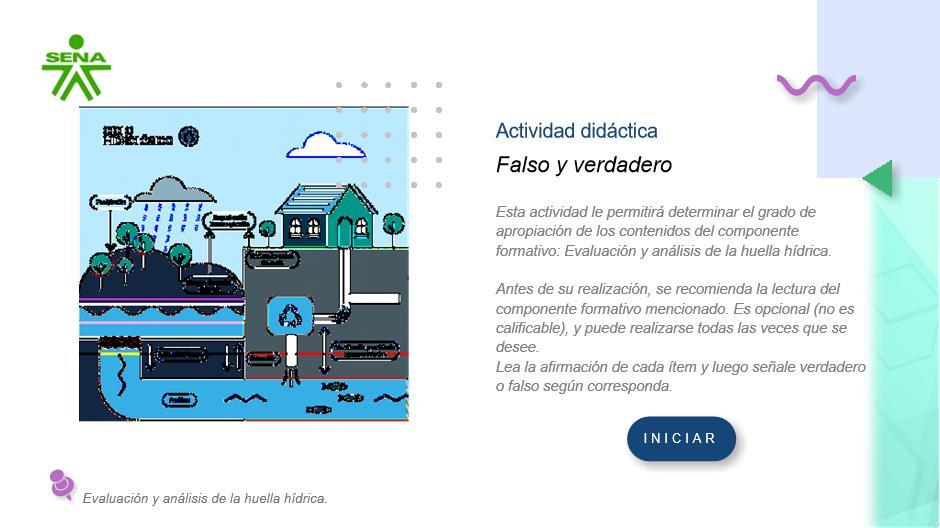 SENA
Actividad didáctica
Falso y verdadero
Esta actividad le permitirá determinar el grado de
apropiación de los contenidos del componente
formativo: Evaluación y análisis de la huella hídrica.
Antes de su realización, se recomienda la lectura del
componente formativo mencionado. Es opcional (no es
calificable), y puede realizarse todas las veces que se
desee.
Lea la afirmación de cada ítem y luego señale verdadero
o falso según corresponda.
INICIAR
Evaluación y análisis de la huella hídrica.